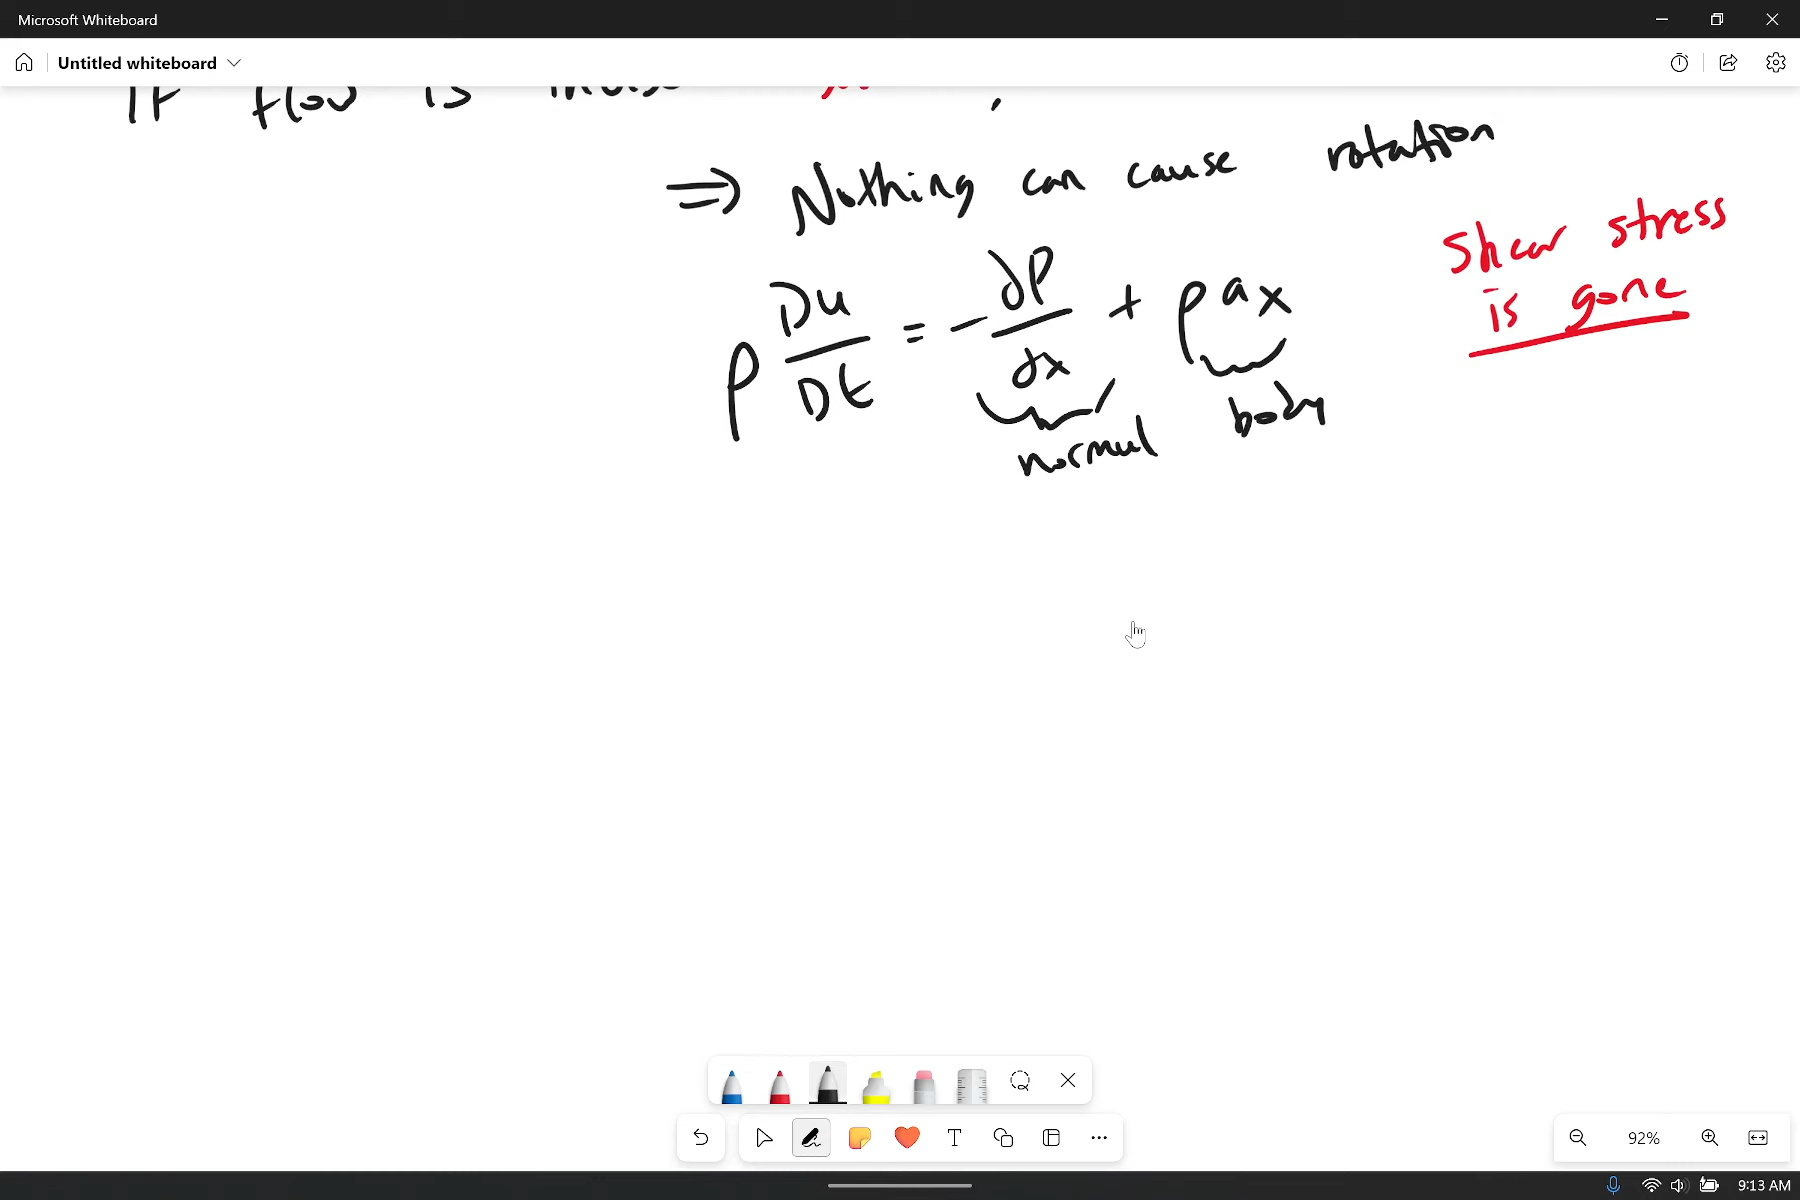 Microsoft Whiteboard
Untitled whiteboard
If flow is
⇒ Nothing can cause rotation
Shear stress
is gone
ρ Du/Dt = -∂P/∂x + ρ ax
normal
body
T
92%
9:13 AM